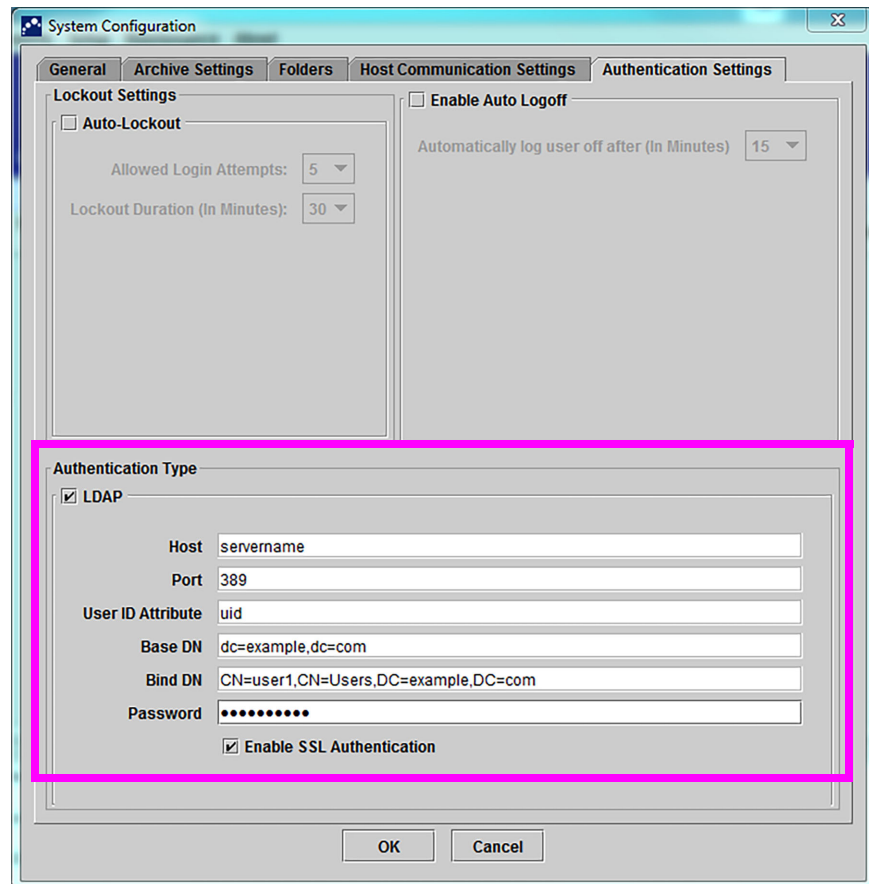 System Configuration
General Archive Settings Folders Host Communication Settings Authentication Settings
Lockout Settings
Auto-Lockout
Allowed Login Attempts: 5
Lockout Duration (In Minutes): 30
Enable Auto Logoff
Automatically log user off after (In Minutes) 15
Authentication Type
LDAP
Host servername
Port 389
User ID Attribute uid
Base DN dc=example,dc=com
Bind DN CN=user1,CN=Users,DC=example,DC=com
Password ●●●●●●●●●●
Enable SSL Authentication
OK Cancel